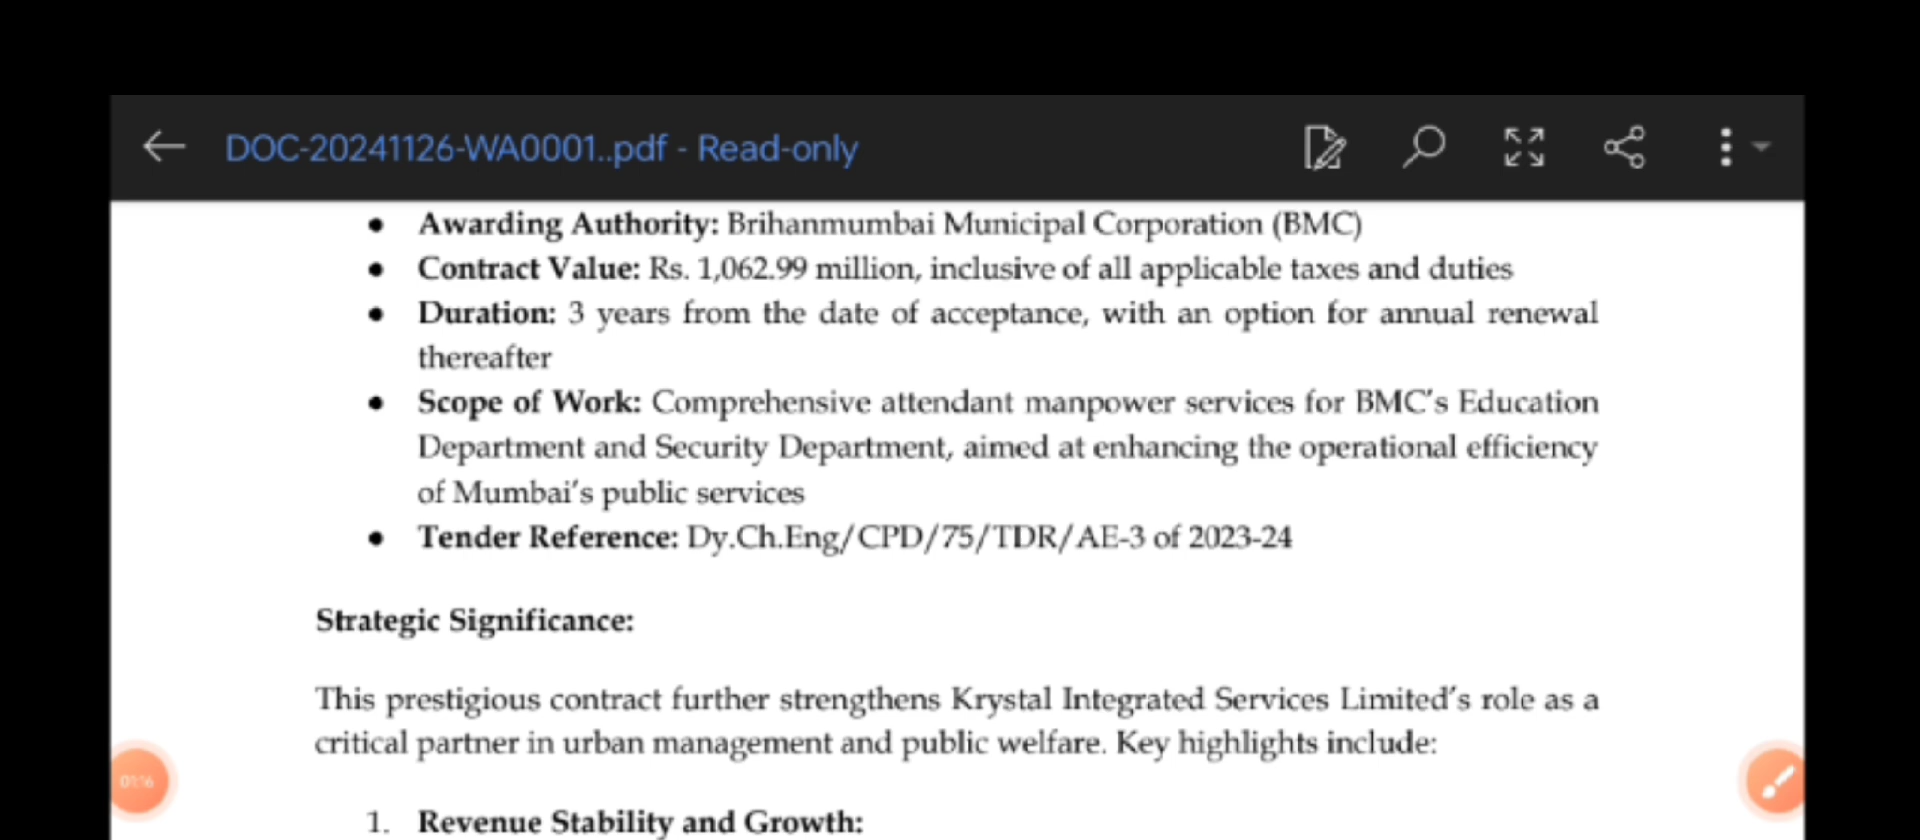 DOC-20241126-WA0001..pdf - Read-only
● Awarding Authority: Brihanmumbai Municipal Corporation (BMC)
● Contract Value: Rs. 1,062.99 million, inclusive of all applicable taxes and duties
● Duration: 3 years from the date of acceptance, with an option for annual renewal
thereafter
● Scope of Work: Comprehensive attendant manpower services for BMC's Education
Department and Security Department, aimed at enhancing the operational efficiency
of Mumbai's public services
● Tender Reference: Dy.Ch.Eng/CPD/75/TDR/AE-3 of 2023-24
Strategic Significance:
This prestigious contract further strengthens Krystal Integrated Services Limited's role as a
critical partner in urban management and public welfare. Key highlights include:
1. Revenue Stability and Growth: